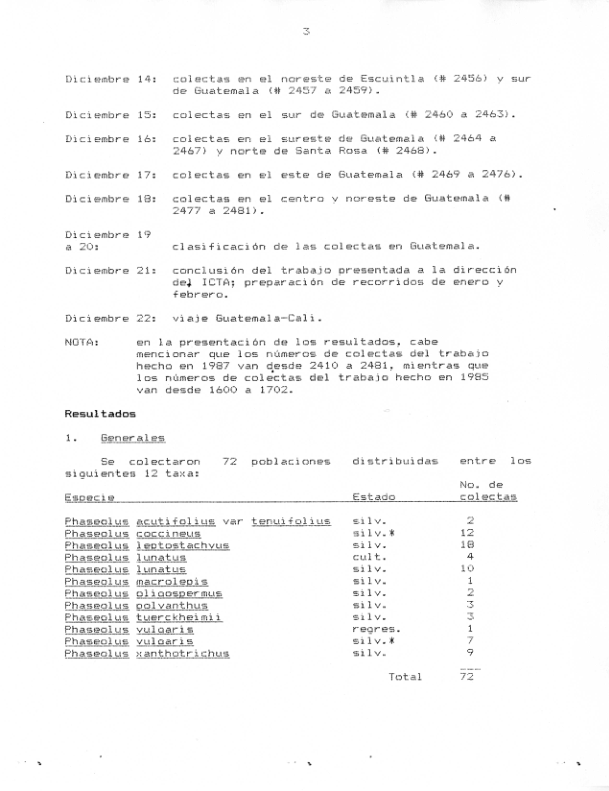 3
Diciembre 14: colectas en el noreste de Escuintla (# 2456) y sur
de Guatemala (# 2457 a 2459).
Diciembre 15: colectas en el sur de Guatemala (# 2460 a 2463).
Diciembre 16: colectas en el sureste de Guatemala (# 2464 a
2467) y norte de Santa Rosa (# 2468).
Diciembre 17: colectas en el este de Guatemala (# 2469 a 2476).
Diciembre 18: colectas en el centro y noreste de Guatemala (#
2477 a 2481).
Diciembre 19
a 20: clasificación de las colectas en Guatemala.
Diciembre 21: conclusión del trabajo presentada a la dirección
del ICTA; preparación de recorridos de enero y
febrero.
Diciembre 22: viaje Guatemala-Cali.
NOTA: en la presentación de los resultados, cabe
mencionar que los números de colectas del trabajo
hecho en 1987 van desde 2410 a 2481, mientras que
los números de colectas del trabajo hecho en 1985
van desde 1600 a 1702.
Resultados
1. Generales
Se colectaron 72 poblaciones distribuidas entre los
siguientes 12 taxa:
No. de
Especie Estado colectas
Phaseolus acutifolius var tenuifolius silv. 2
Phaseolus coccineus silv.* 12
Phaseolus leptostachyus silv. 18
Phaseolus lunatus cult. 4
Phaseolus lunatus silv. 10
Phaseolus macrolepis silv. 1
Phaseolus oligospermus silv. 2
Phaseolus polyanthus silv. 3
Phaseolus tuerckheimii silv. 3
Phaseolus vulgaris regres. 1
Phaseolus vulgaris silv.* 7
Phaseolus xanthotrichus silv. 9
Total 72